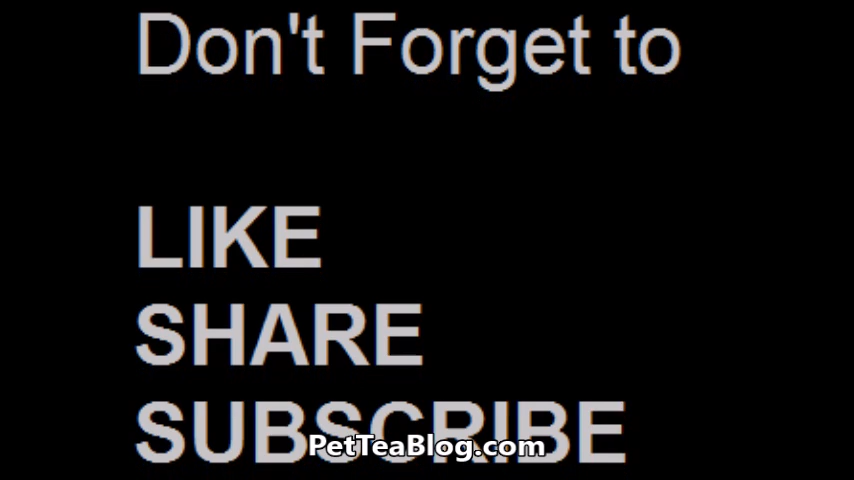 Don't Forget to
LIKE
SHARE
SUBSCRIBE
PetTeaBlog.com